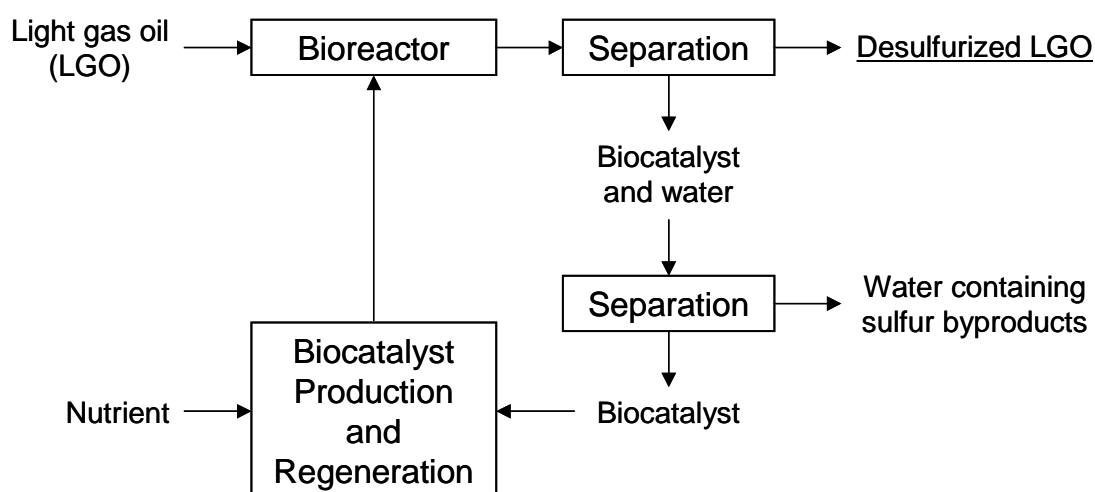 Light gas oil
(LGO)
Bioreactor
Separation
Desulfurized LGO
Biocatalyst
and water
Separation
Water containing
sulfur byproducts
Biocatalyst
Production
and
Regeneration
Nutrient
Biocatalyst